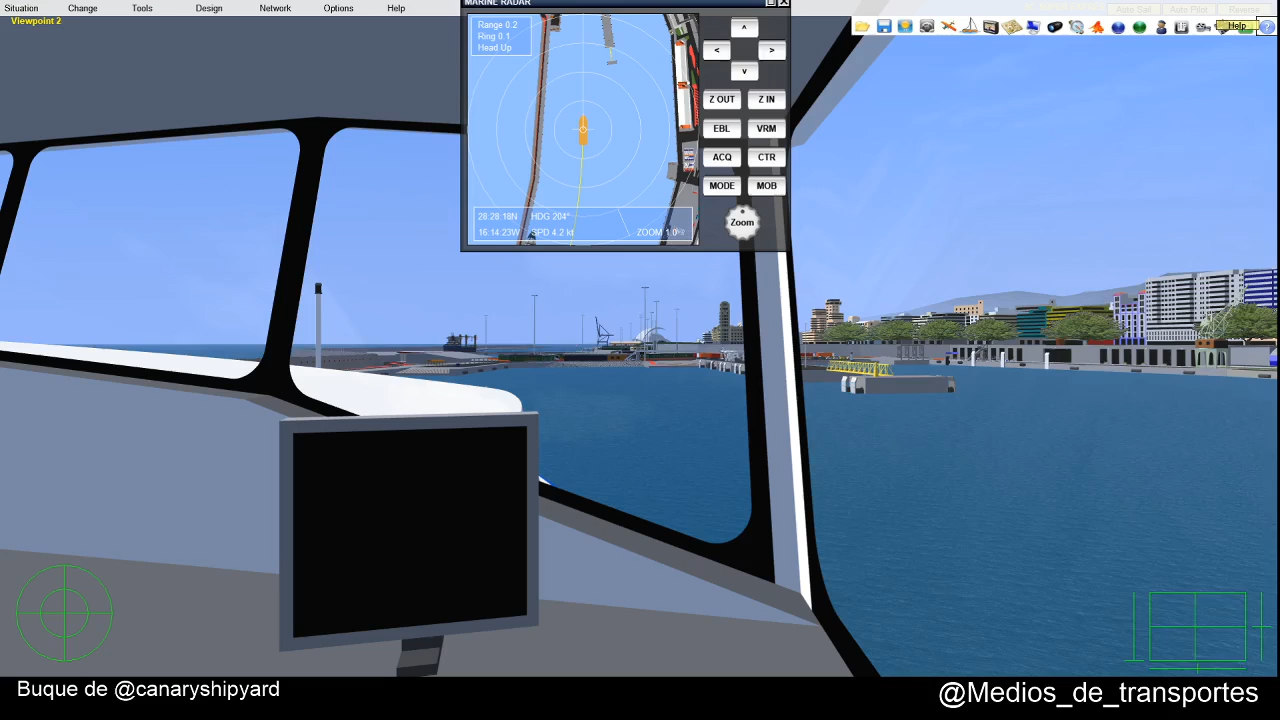 Situation Change Tools Design Network Options Help
Viewpoint 2
MARINE RADAR
Auto Sail Auto Pilot Reverse
Help
Range 0.2
Ring 0.1
Head Up
^
< >
v
Z OUT Z IN
EBL VRM
ACQ CTR
MODE MOB
Zoom
28:28:18N HDG 204°
16:14:23W SPD 4.2 kt ZOOM 1.0
Buque de @canaryshipyard
@Medios_de_transportes